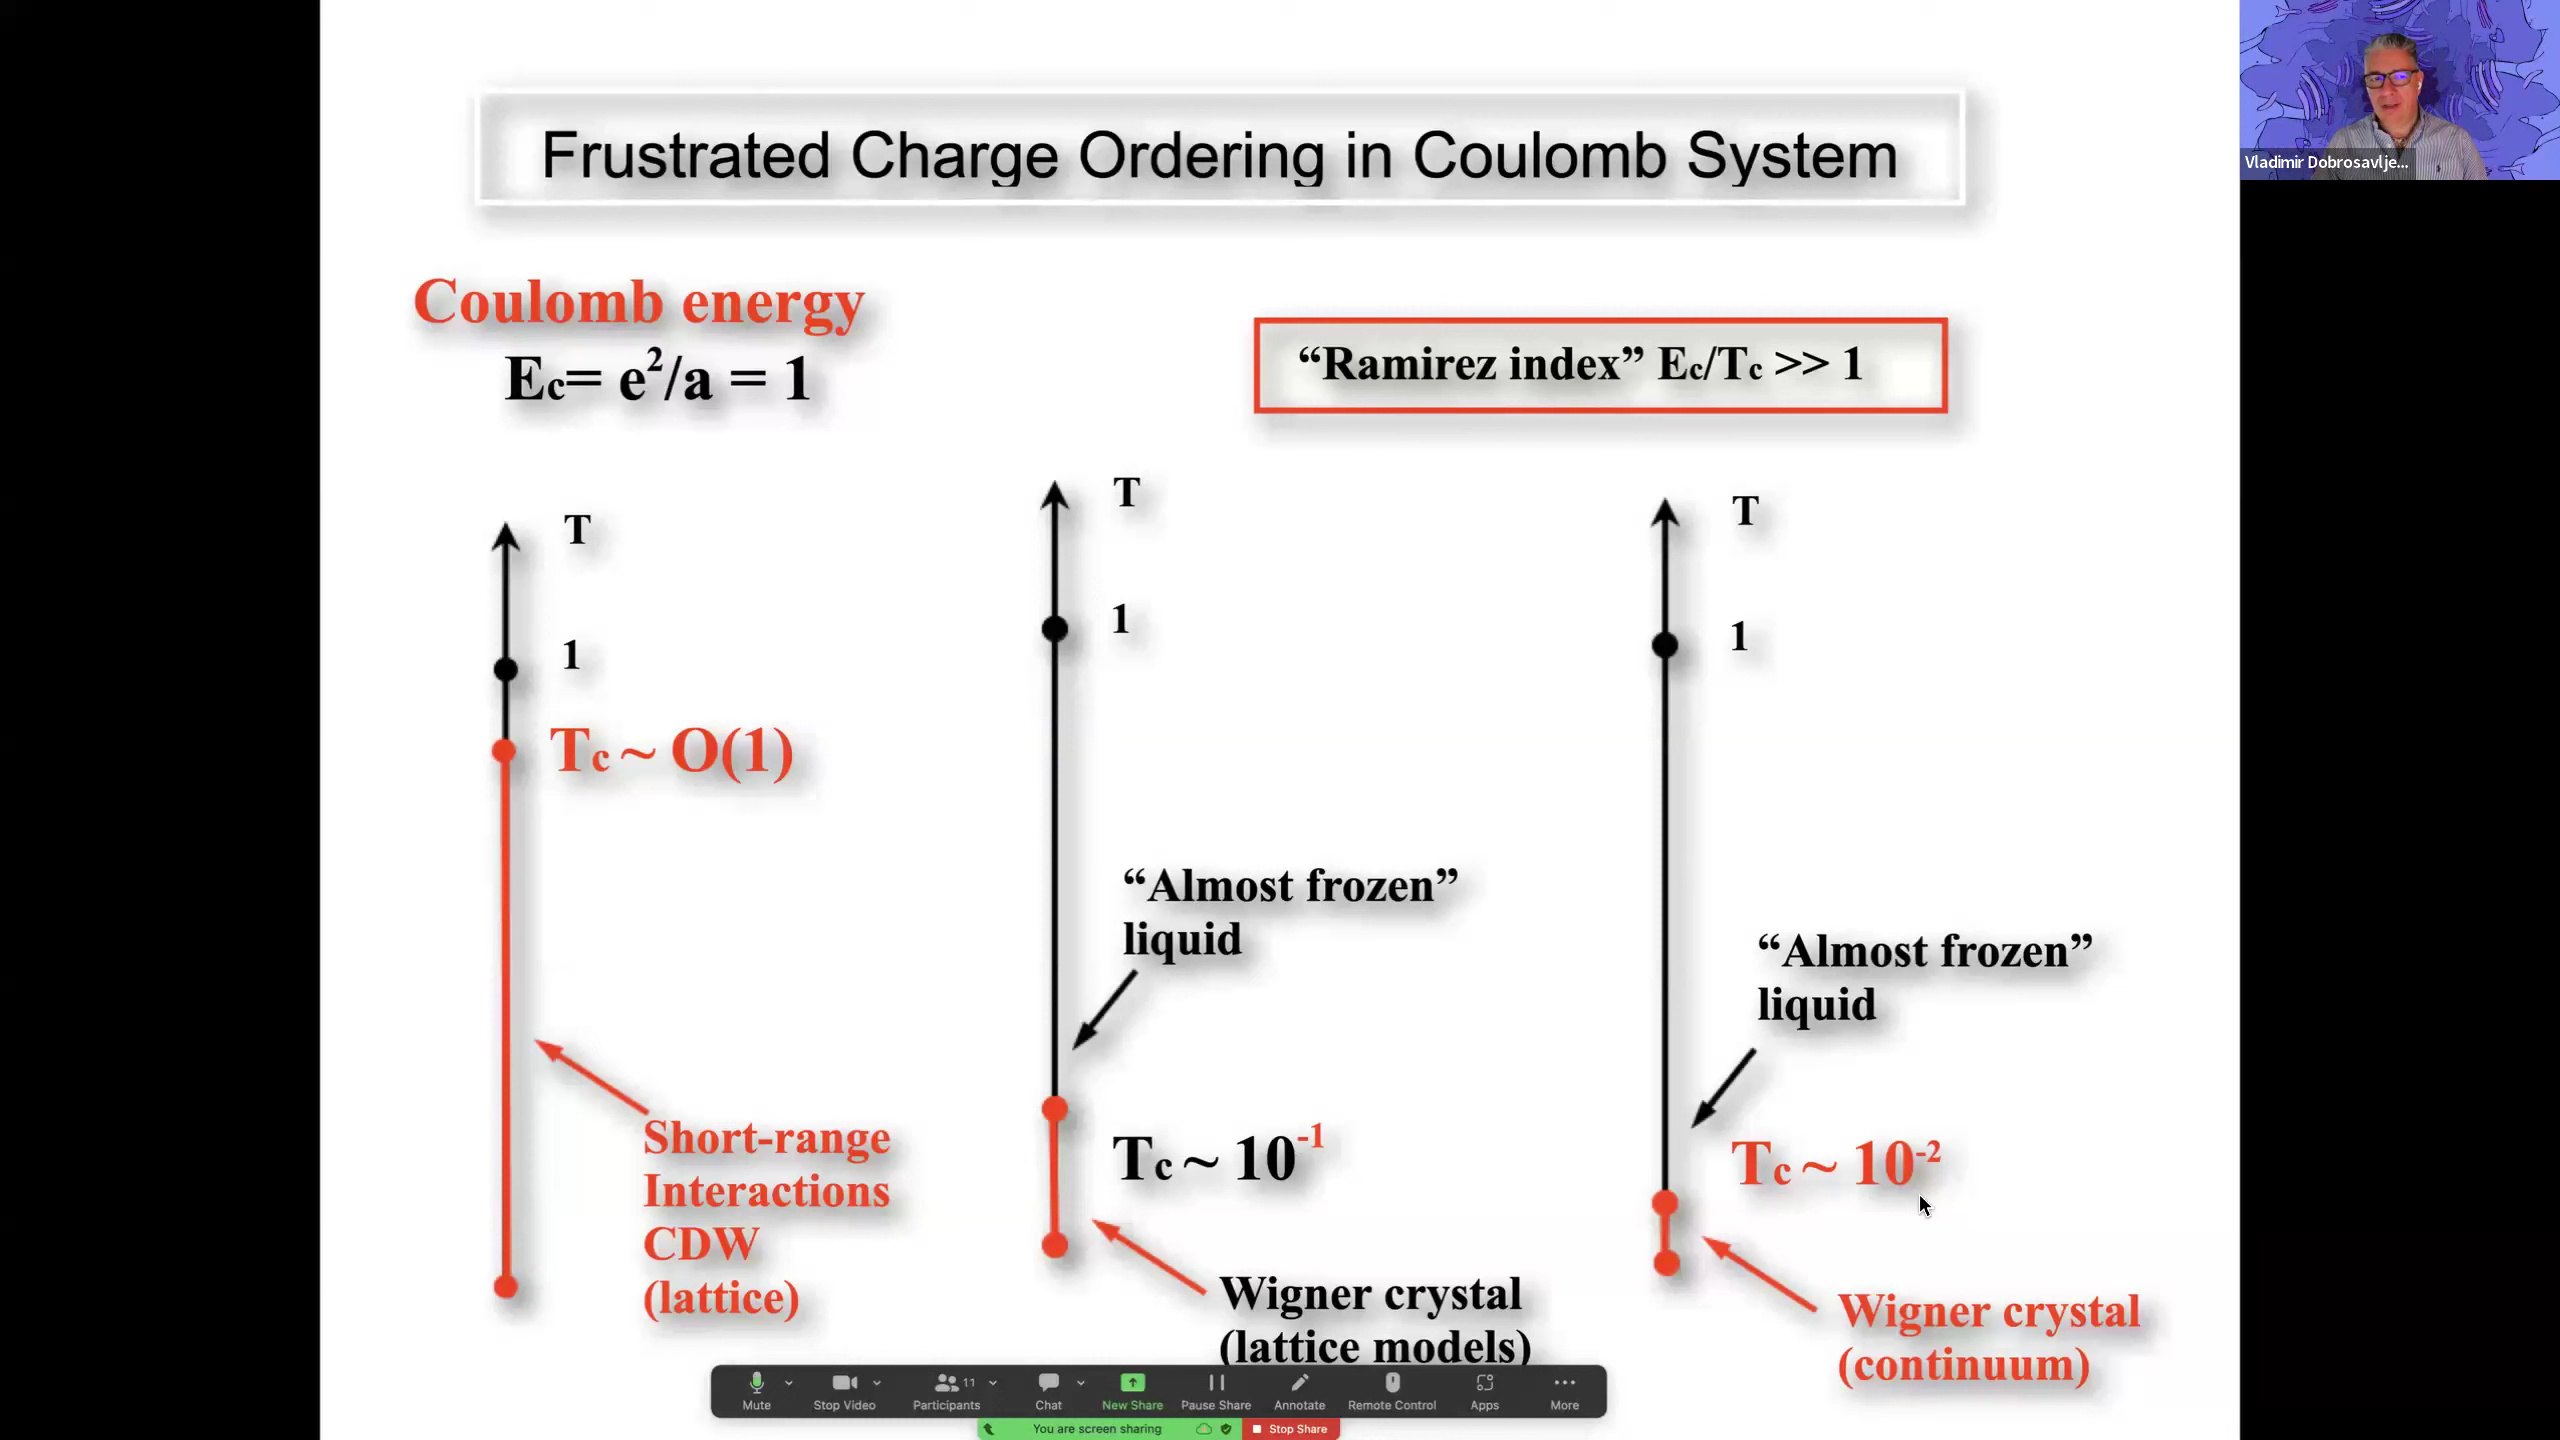 Frustrated Charge Ordering in Coulomb System
Vladimir Dobrosavlje...
Coulomb energy
Ec= e²/a = 1
“Ramirez index” Ec/Tc >> 1
T
1
Tc ~ O(1)
Short-range
Interactions
CDW
(lattice)
T
1
“Almost frozen”
liquid
Tc ~ 10⁻¹
Wigner crystal
(lattice models)
T
1
“Almost frozen”
liquid
Tc ~ 10⁻²
Wigner crystal
(continuum)
11
Mute
Stop Video
Participants
Chat
New Share
Pause Share
Annotate
Remote Control
Apps
More
You are screen sharing
Stop Share